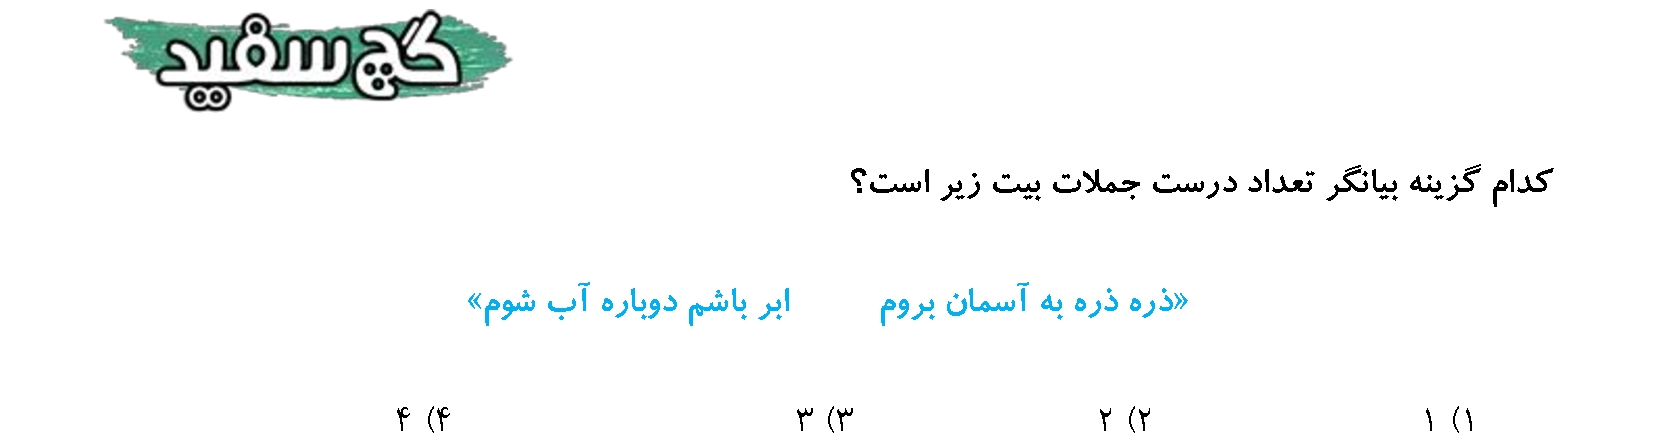 گچ سفید
کدام گزینه بیانگر تعداد درست جملات بیت زیر است؟
«ذره ذره به آسمان بروم ابر باشم دوباره آب شوم»
۱) ۱ ۲) ۲ ۳) ۳ ۴) ۴